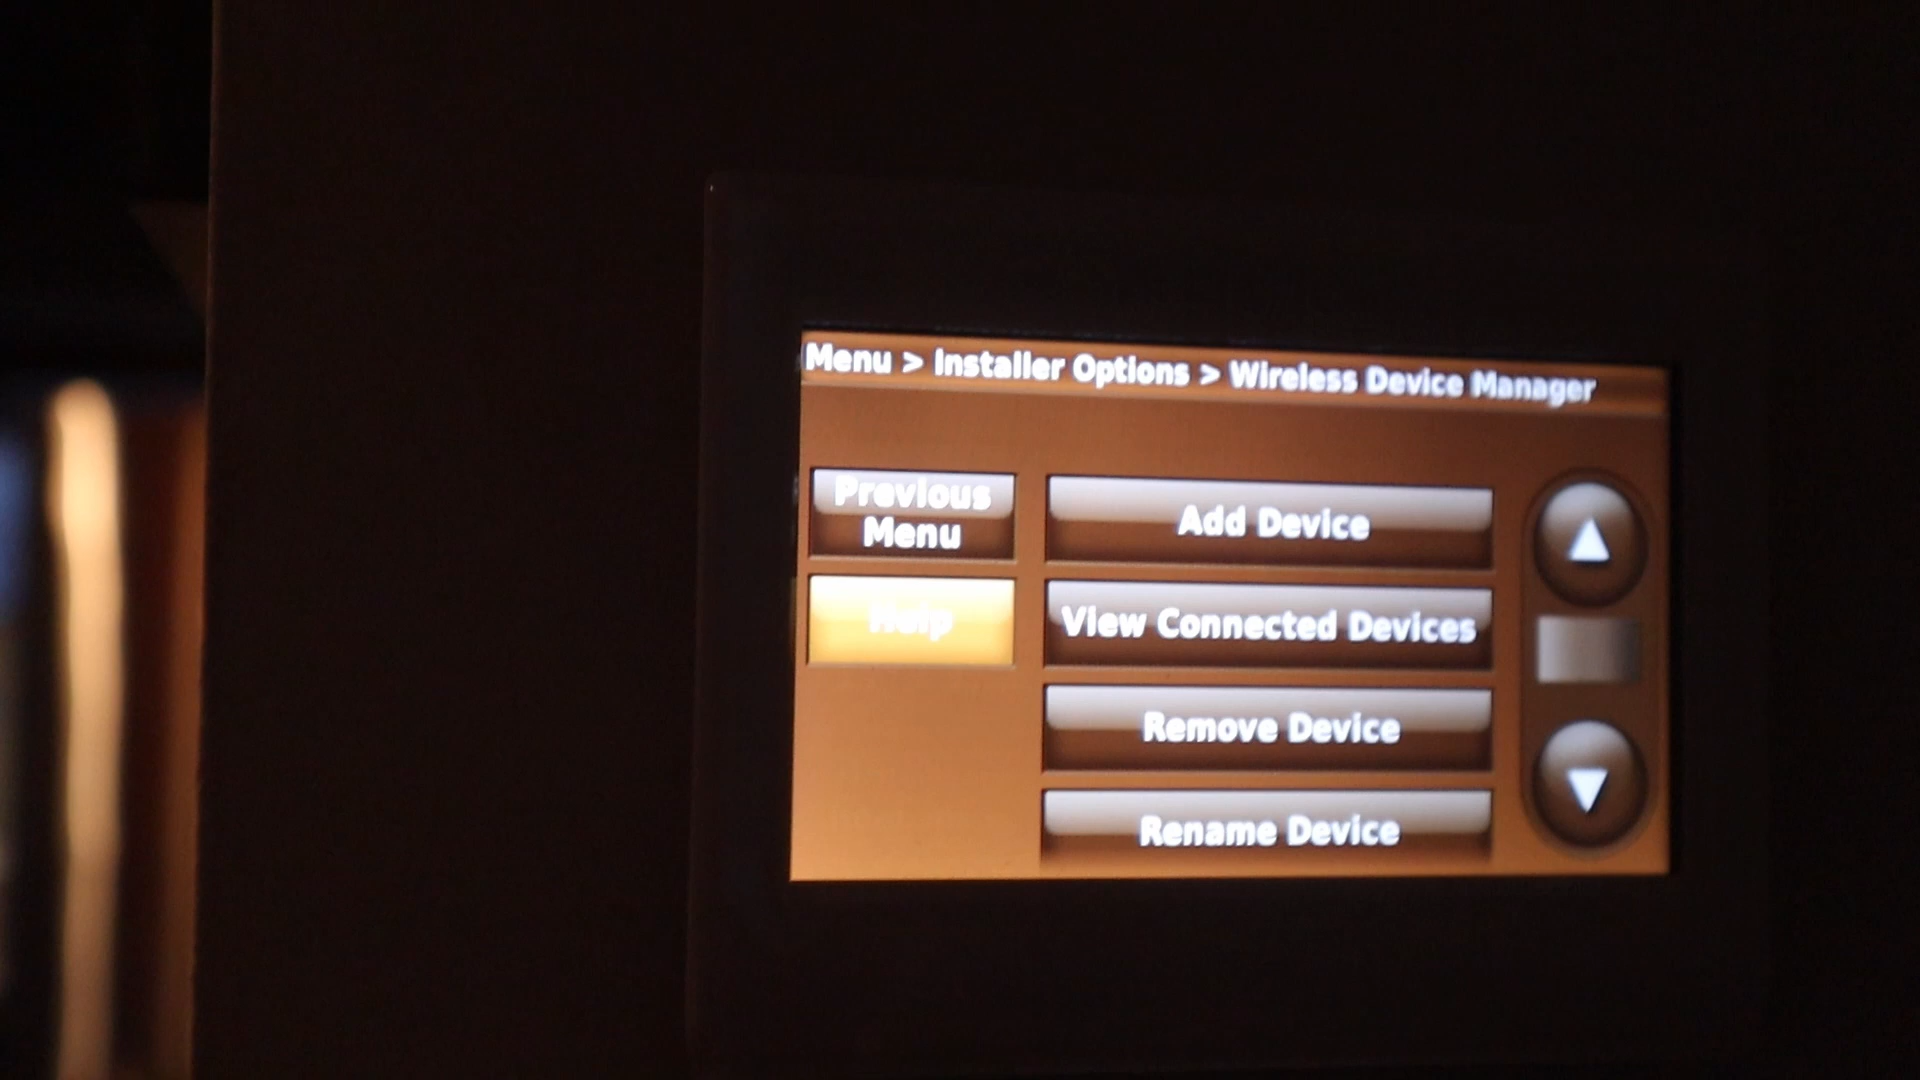 Menu > Installer Options > Wireless Device Manager
Previous
Menu
Help
Add Device
View Connected Devices
Remove Device
Rename Device